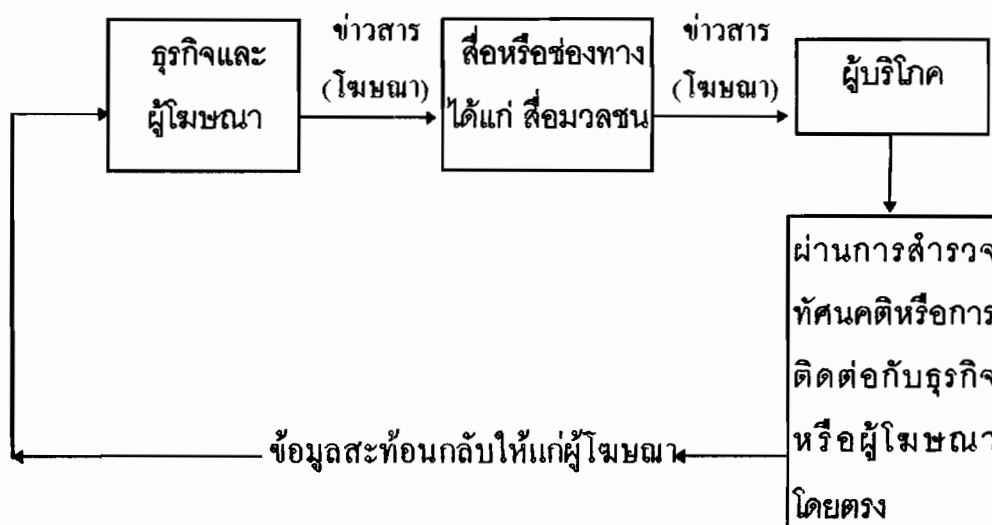 ธุรกิจและ
ผู้โฆษณา
ข่าวสาร
(โฆษณา)
สื่อหรือช่องทาง
ได้แก่ สื่อมวลชน
ข่าวสาร
(โฆษณา)
ผู้บริโภค
ผ่านการสำรวจ
ทัศนคติหรือการ
ติดต่อกับธุรกิจ
หรือผู้โฆษณา
โดยตรง
ข้อมูลสะท้อนกลับให้แก่ผู้โฆษณา